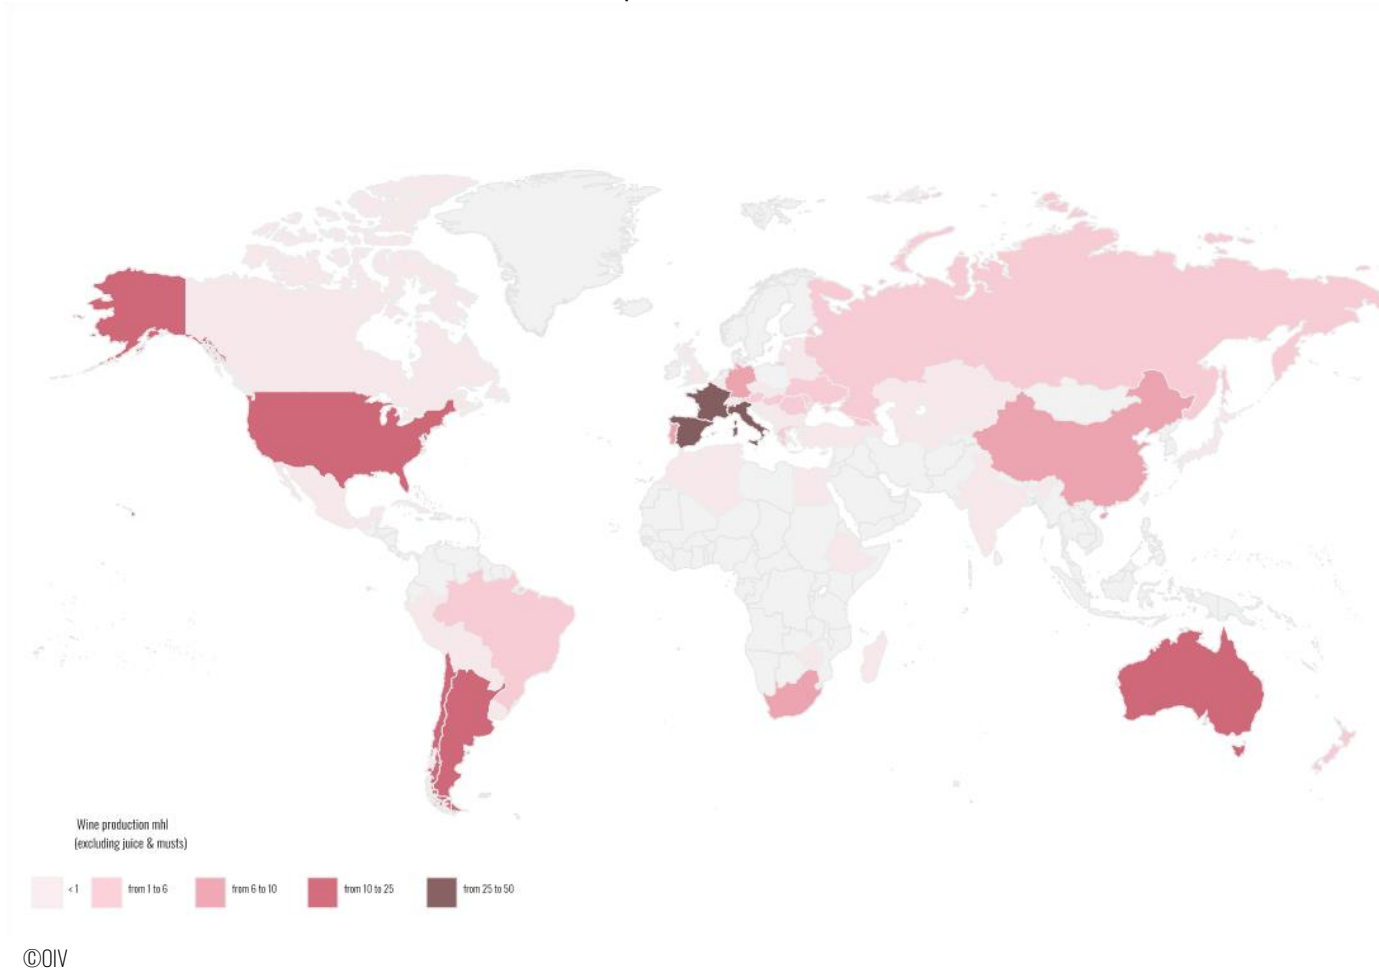 Wine production mhl
(excluding juice & musts)
< 1
from 1 to 6
from 6 to 10
from 10 to 25
from 25 to 50
©OIV